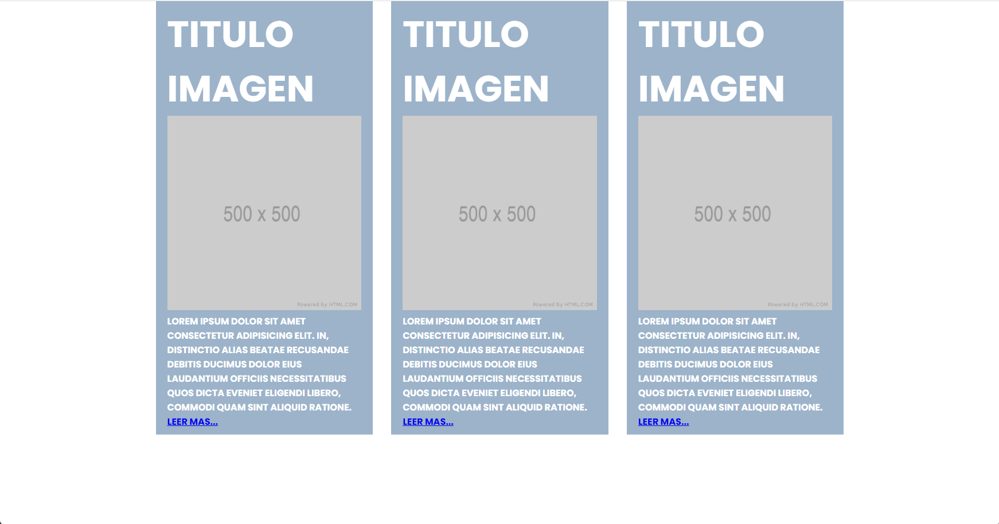 TITULO
IMAGEN
500 x 500
Powered by HTML.COM
LOREM IPSUM DOLOR SIT AMET
CONSECTETUR ADIPISICING ELIT. IN,
DISTINCTIO ALIAS BEATAE RECUSANDAE
DEBITIS DUCIMUS DOLOR EIUS
LAUDANTIUM OFFICIIS NECESSITATIBUS
QUOS DICTA EVENIET ELIGENDI LIBERO,
COMMODI QUAM SINT ALIQUID RATIONE.
LEER MAS...
TITULO
IMAGEN
500 x 500
Powered by HTML.COM
LOREM IPSUM DOLOR SIT AMET
CONSECTETUR ADIPISICING ELIT. IN,
DISTINCTIO ALIAS BEATAE RECUSANDAE
DEBITIS DUCIMUS DOLOR EIUS
LAUDANTIUM OFFICIIS NECESSITATIBUS
QUOS DICTA EVENIET ELIGENDI LIBERO,
COMMODI QUAM SINT ALIQUID RATIONE.
LEER MAS...
TITULO
IMAGEN
500 x 500
Powered by HTML.COM
LOREM IPSUM DOLOR SIT AMET
CONSECTETUR ADIPISICING ELIT. IN,
DISTINCTIO ALIAS BEATAE RECUSANDAE
DEBITIS DUCIMUS DOLOR EIUS
LAUDANTIUM OFFICIIS NECESSITATIBUS
QUOS DICTA EVENIET ELIGENDI LIBERO,
COMMODI QUAM SINT ALIQUID RATIONE.
LEER MAS...